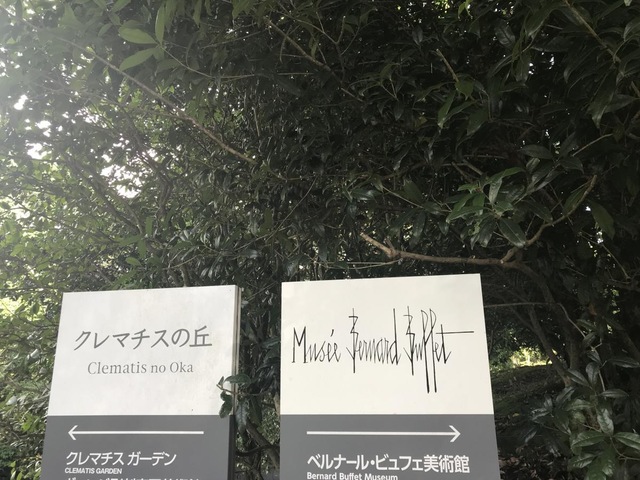 クレマチスの丘
Clematis no Oka
クレマチス ガーデン
CLEMATIS GARDEN
Musée Bernard Buffet
ベルナール・ビュフェ美術館
Bernard Buffet Museum